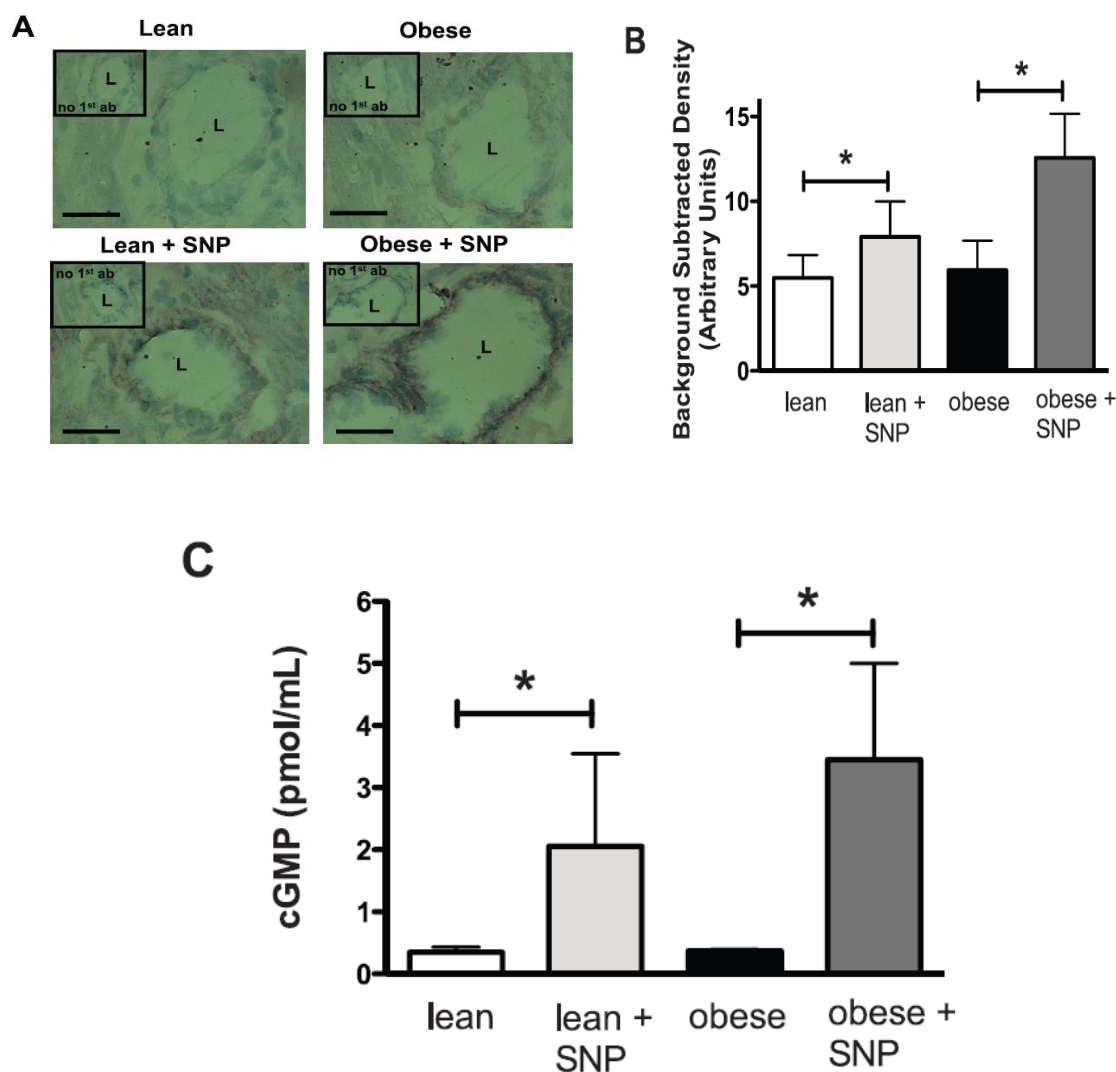 A
Lean
Obese
L
no 1st ab
L
L
no 1st ab
L
Lean + SNP
Obese + SNP
no 1st ab
L
L
no 1st ab
L
L
B
Background Subtracted Density
(Arbitrary Units)
15
10
5
0
*
*
lean
lean +
SNP
obese
obese +
SNP
C
cGMP (pmol/mL)
6
5
4
3
2
1
0
*
*
lean
lean +
SNP
obese
obese +
SNP